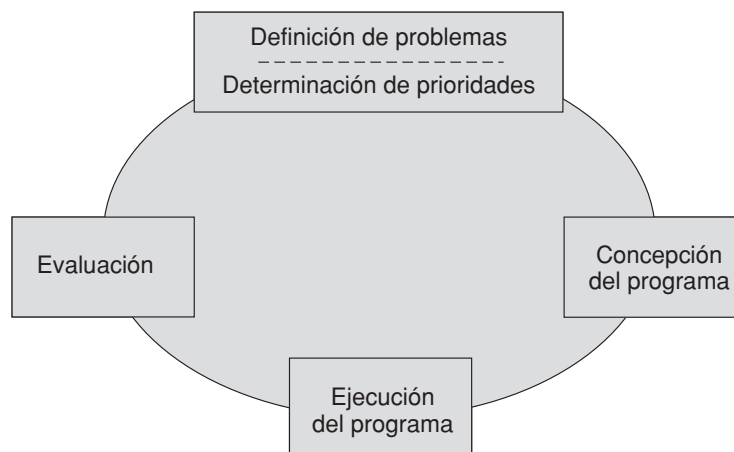 Definición de problemas
Determinación de prioridades
Evaluación
Concepción
del programa
Ejecución
del programa